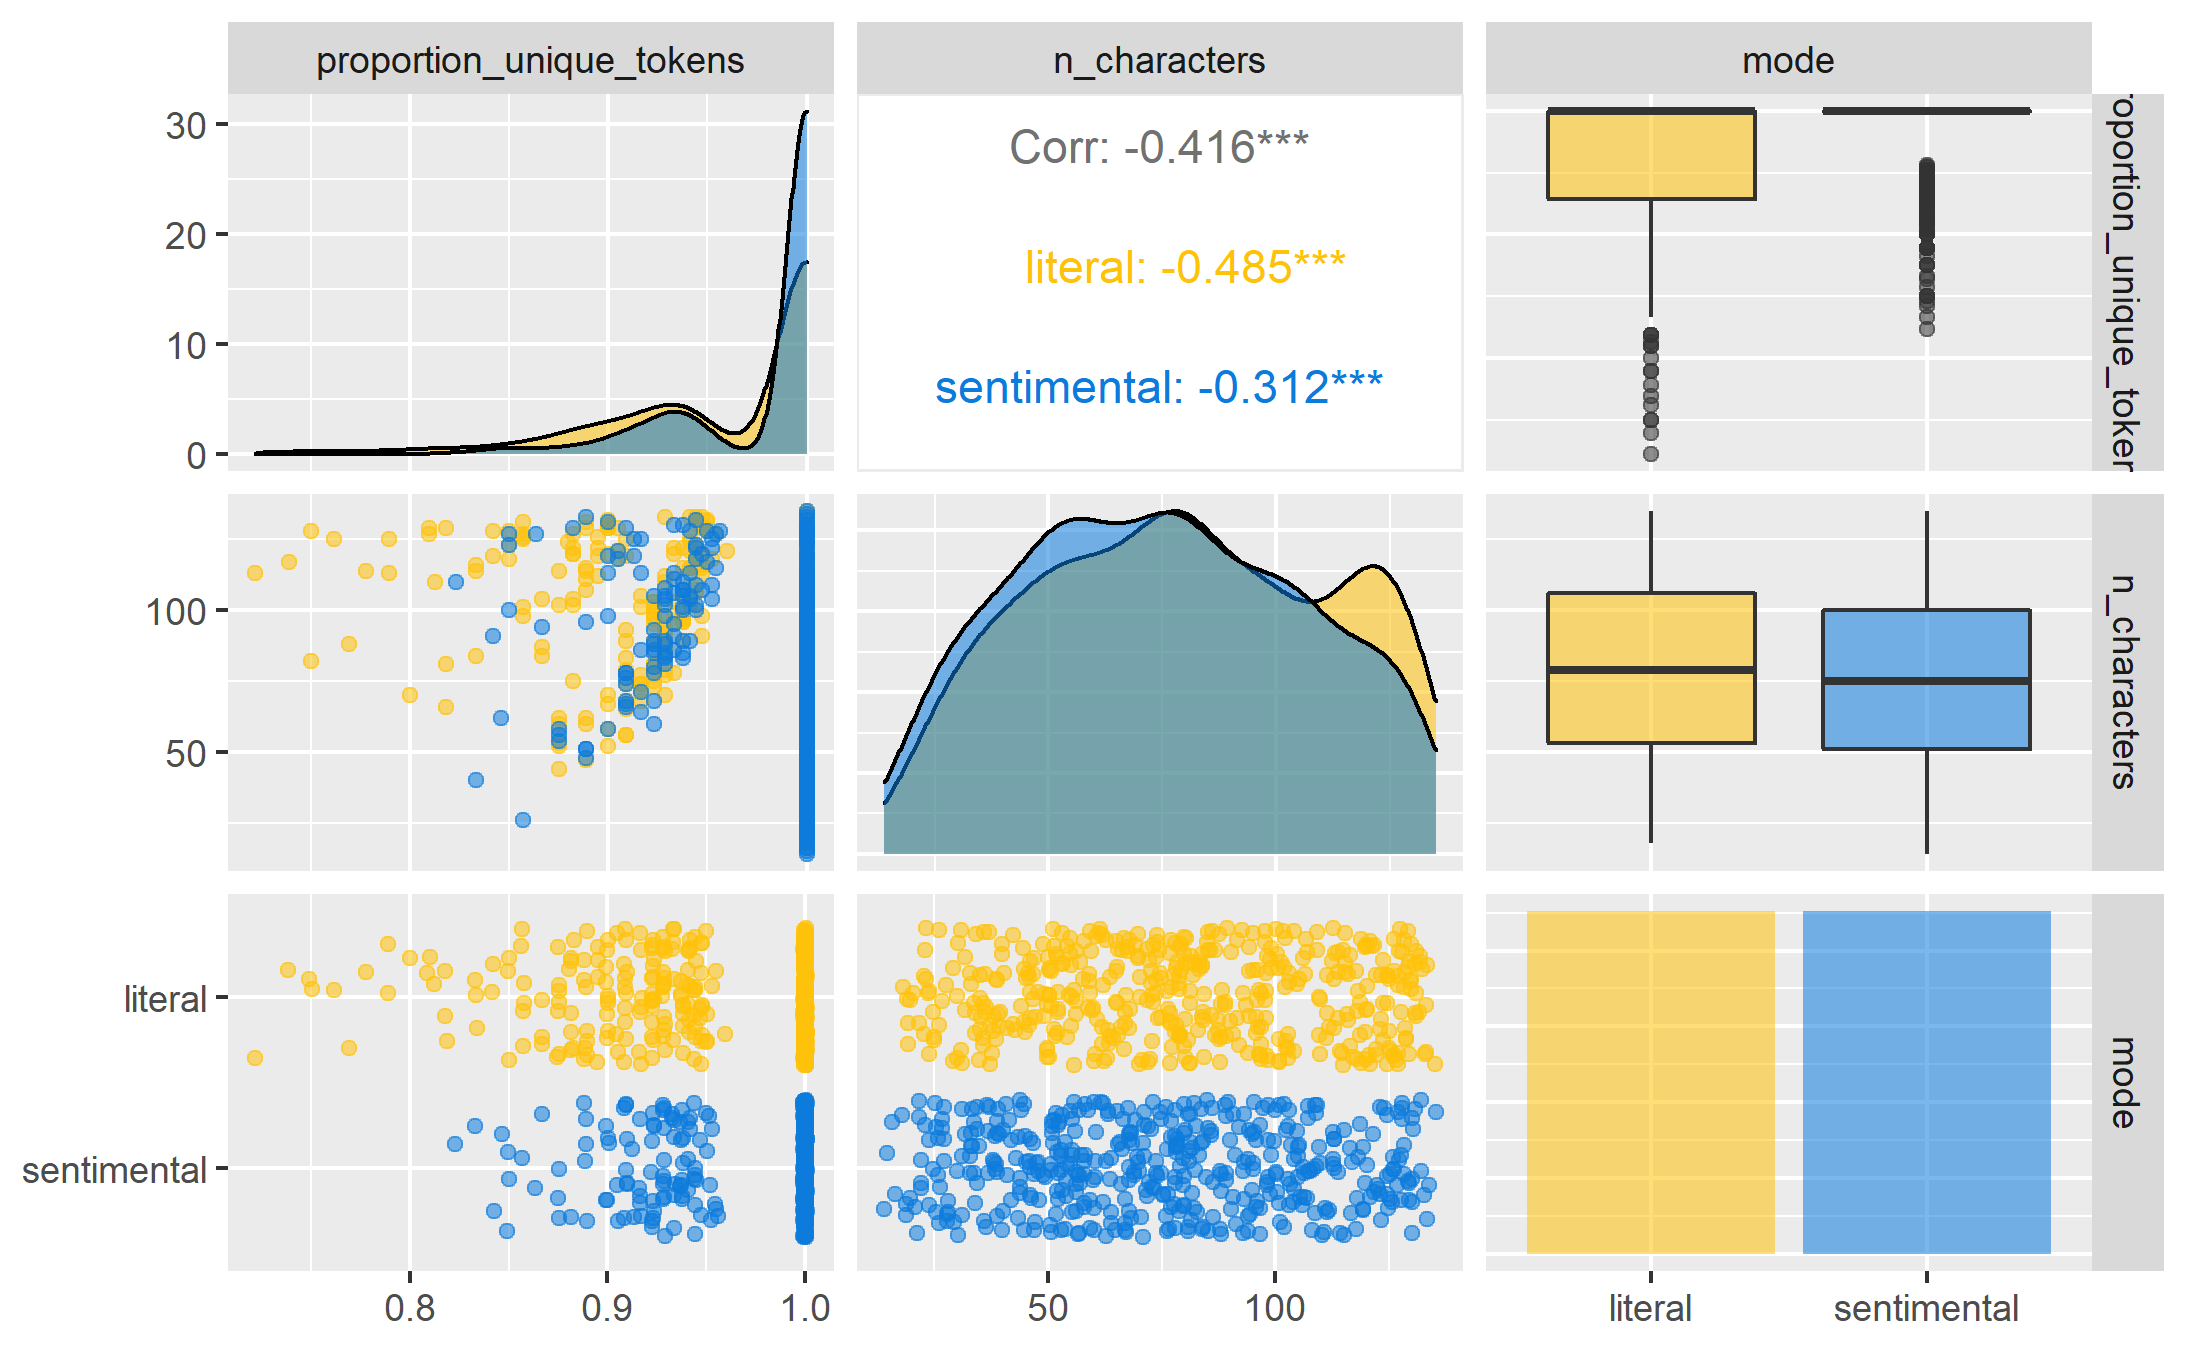 proportion_unique_tokens
n_characters
mode
30
20
10
0
Corr: -0.416***
literal: -0.485***
sentimental: -0.312***
100
50
n_characters
literal
sentimental
mode
0.8
0.9
1.0
50
100
literal
sentimental